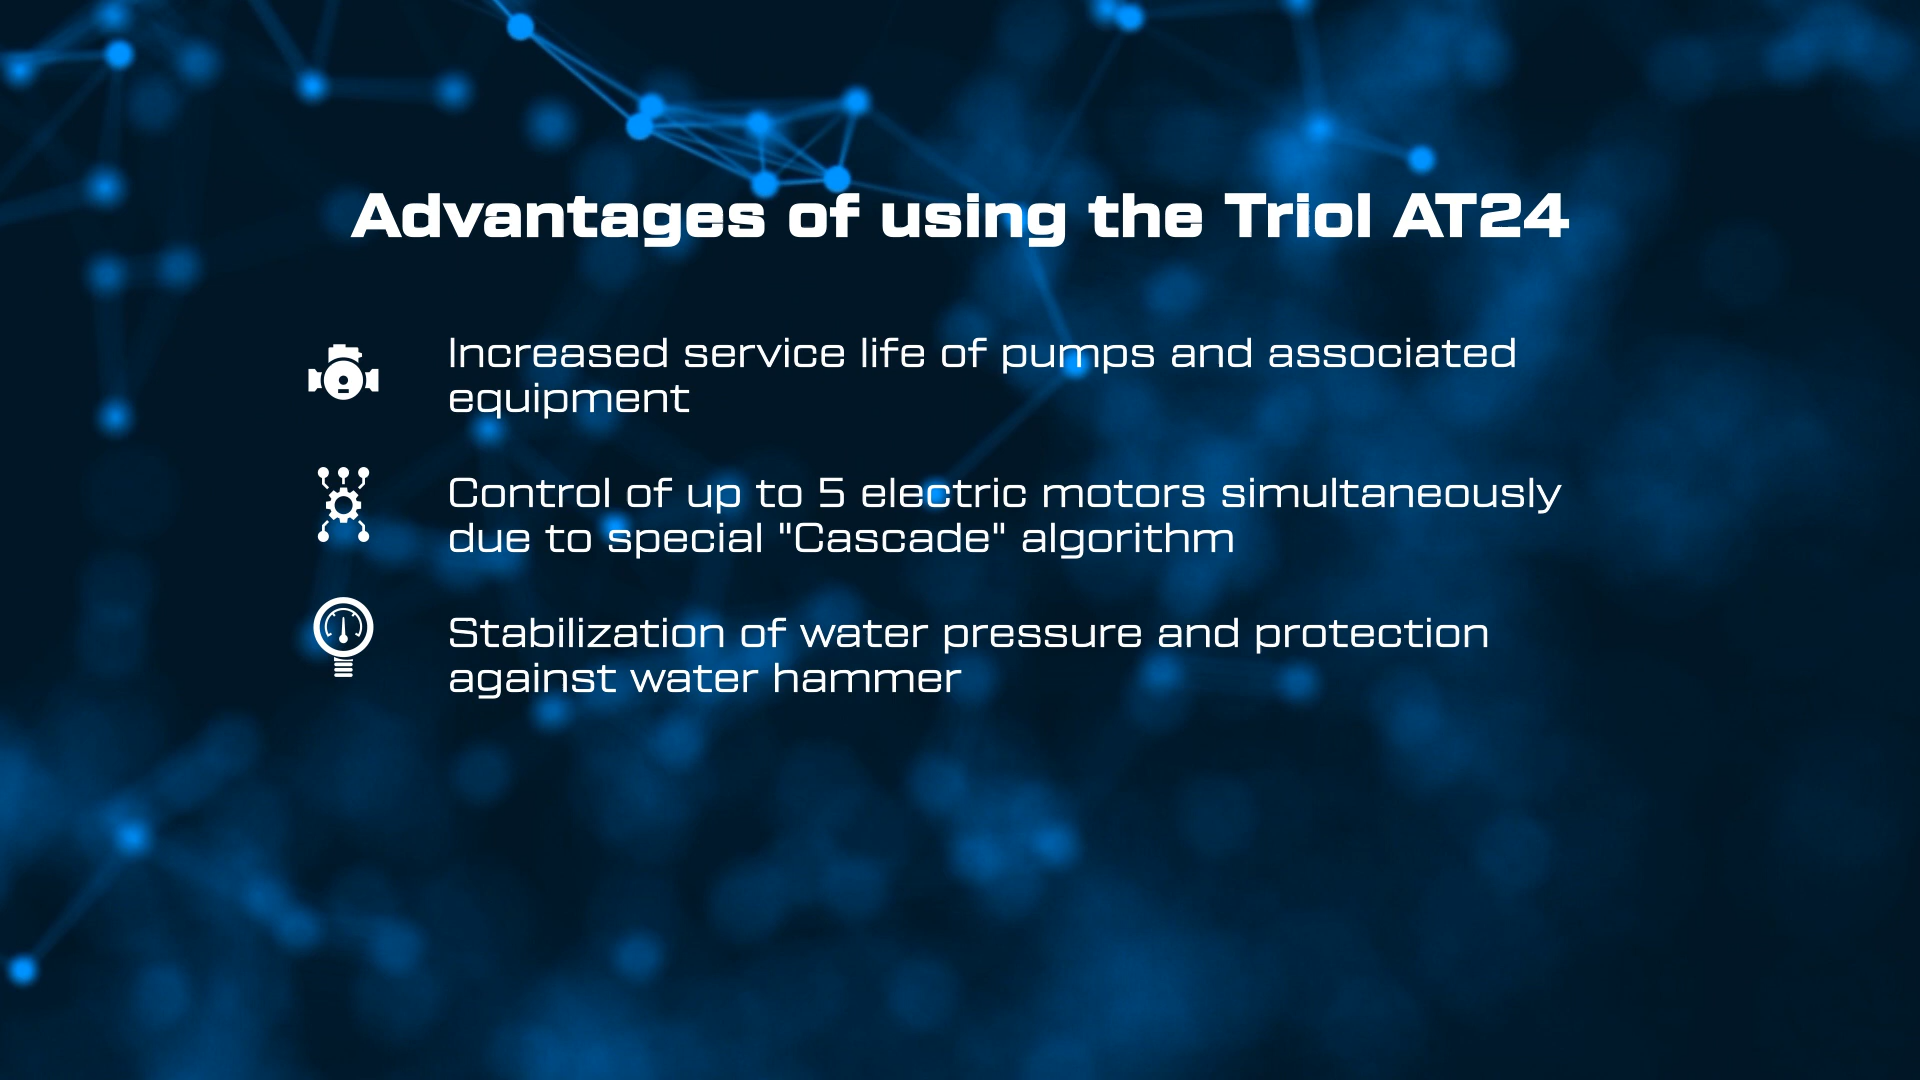 Advantages of using the Triol AT24
Increased service life of pumps and associated
equipment
Control of up to 5 electric motors simultaneously
due to special "Cascade" algorithm
Stabilization of water pressure and protection
against water hammer